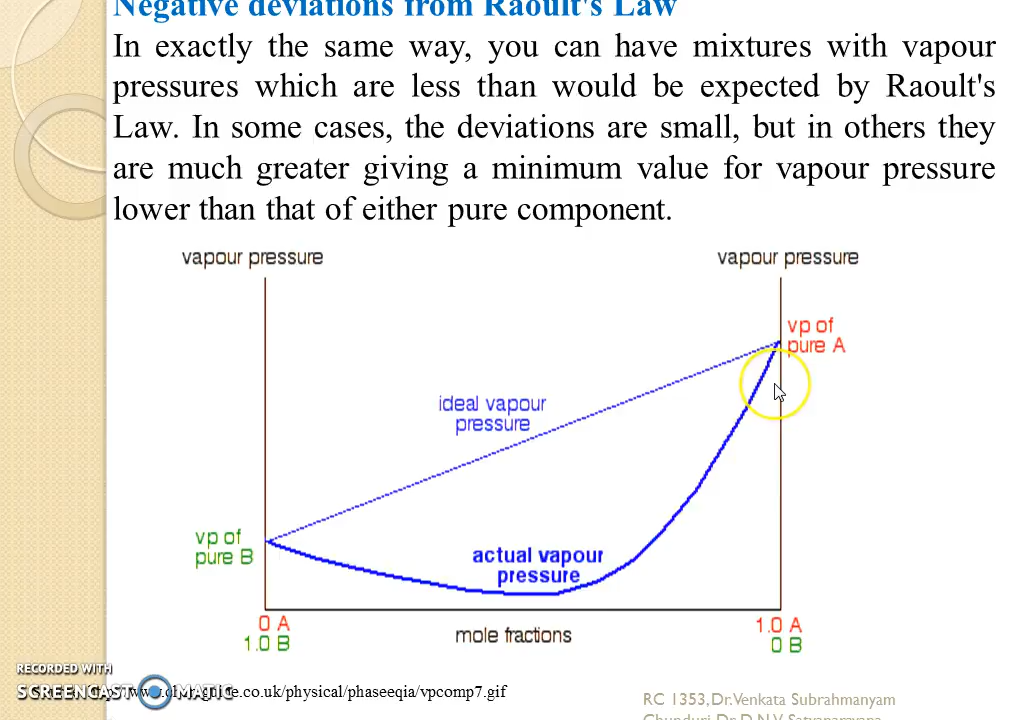 Negative deviations from Raoult's Law
In exactly the same way, you can have mixtures with vapour
pressures which are less than would be expected by Raoult's
Law. In some cases, the deviations are small, but in others they
are much greater giving a minimum value for vapour pressure
lower than that of either pure component.
vapour pressure
vapour pressure
vp of
pure A
ideal vapour
pressure
vp of
pure B
actual vapour
pressure
0 A
1.0 B
mole fractions
1.0 A
0 B
RECORDED WITH
SCREENCAST MATIC
.co.uk/physical/phaseeqia/vpcomp7.gif
RC 1353, Dr. Venkata Subrahmanyam